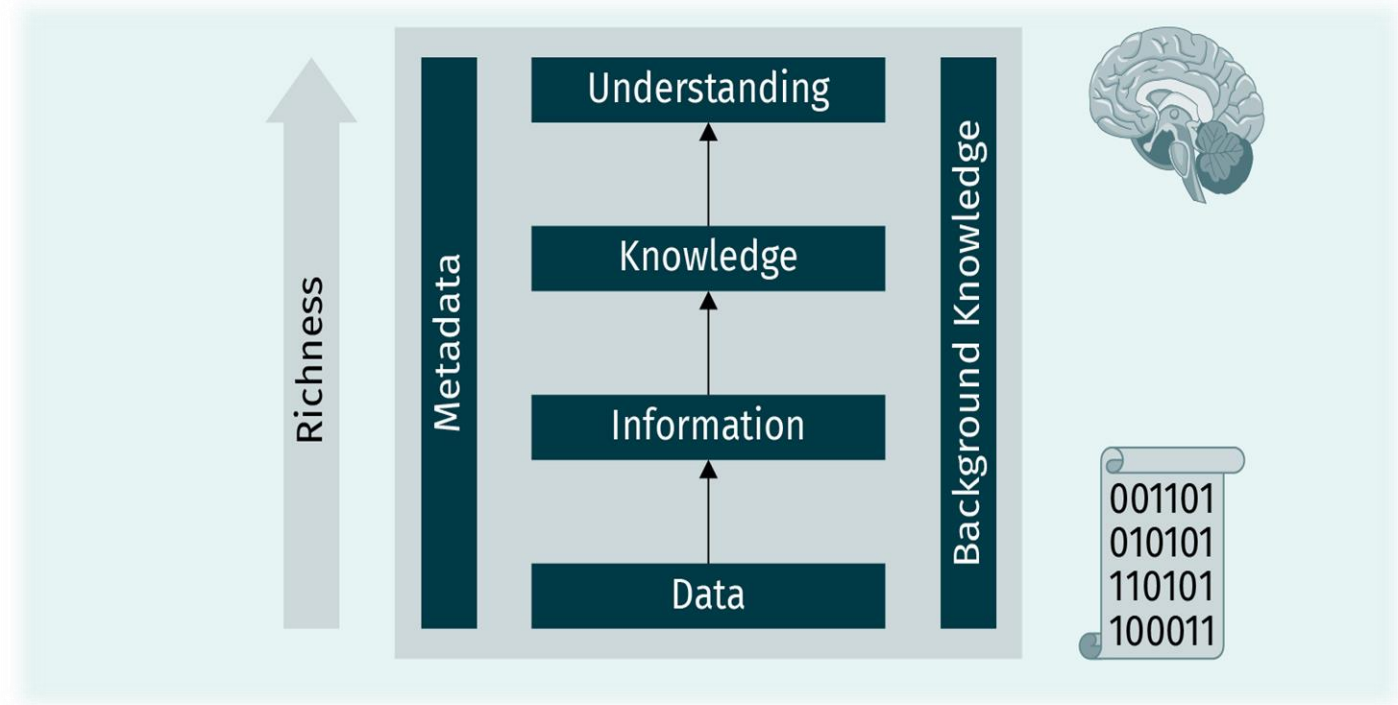 Richness
Metadata
Understanding
Knowledge
Information
Data
Background Knowledge
001101
010101
110101
100011